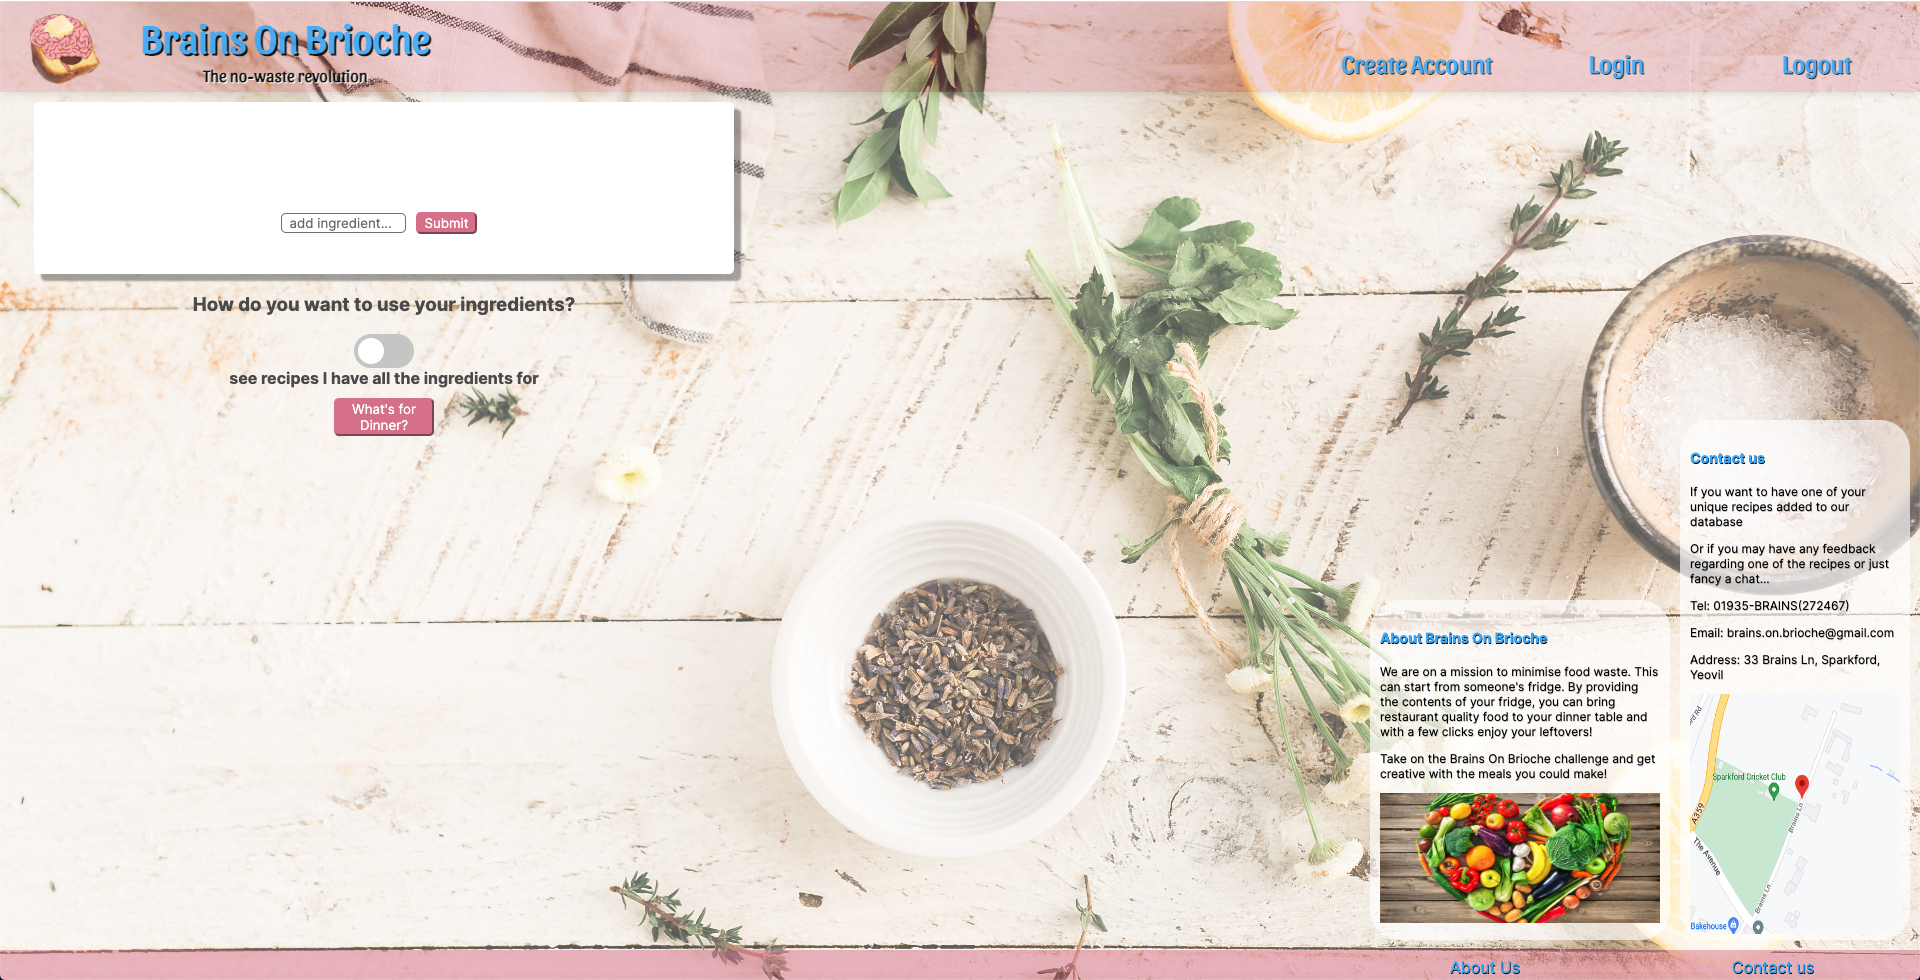 Brains On Brioche
The no-waste revolution
Create Account
Login
Logout
add ingredient...
Submit
How do you want to use your ingredients?
see recipes I have all the ingredients for
What's for
Dinner?
Contact us
If you want to have one of your
unique recipes added to our
database
Or if you may have any feedback
regarding one of the recipes or just
fancy a chat...
Tel: 01935-BRAINS(272467)
Email: brains.on.brioche@gmail.com
Address: 33 Brains Ln, Sparkford,
Yeovil
rd Rd
Sparkford Cricket Club
A359
Brains Ln
The Avenue
Brains Ln
Bakehouse
About Brains On Brioche
We are on a mission to minimise food waste. This
can start from someone's fridge. By providing
the contents of your fridge, you can bring
restaurant quality food to your dinner table and
with a few clicks enjoy your leftovers!
Take on the Brains On Brioche challenge and get
creative with the meals you could make!
About Us
Contact us